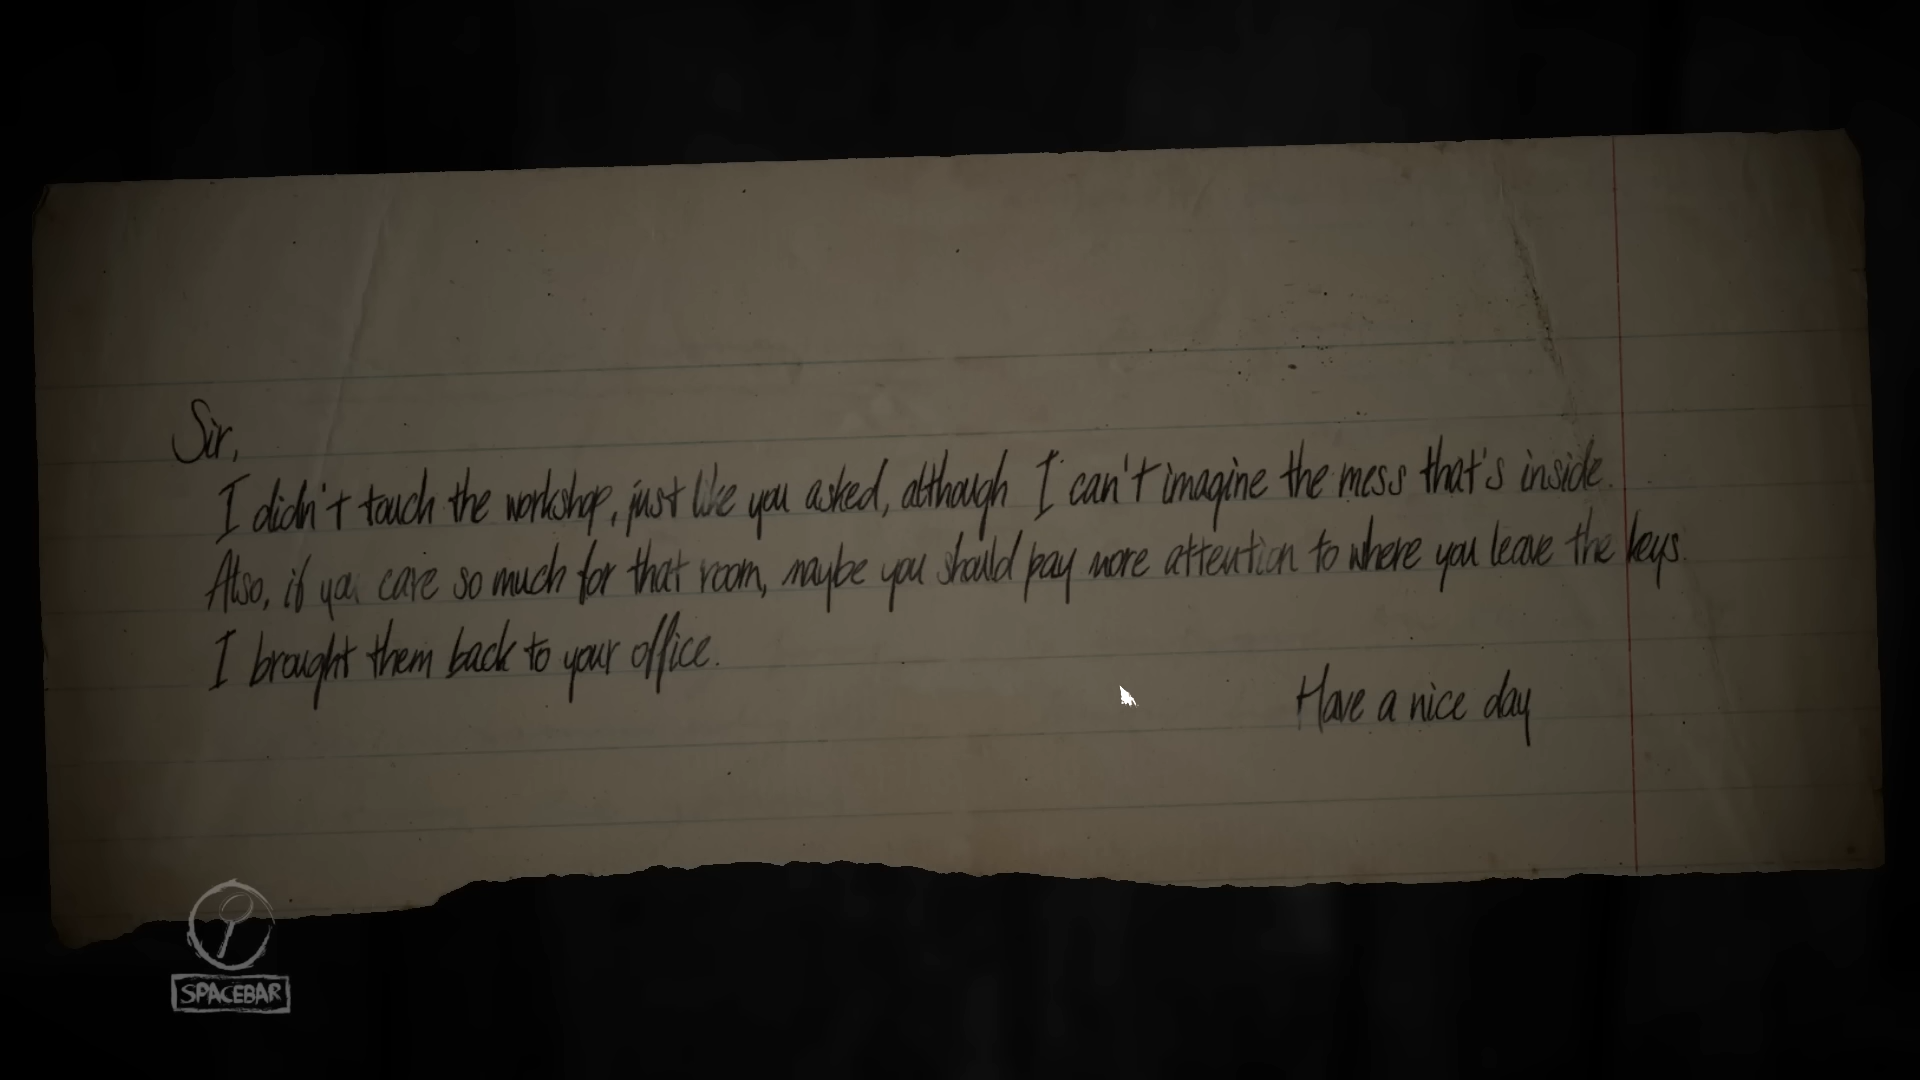 Sir,
I didn't touch the workshop, just like you asked, although I can't imagine the mess that's inside.
Also, if you care so much for that room, maybe you should pay more attention to where you leave the keys.
I brought them back to your office.
Have a nice day
SPACEBAR